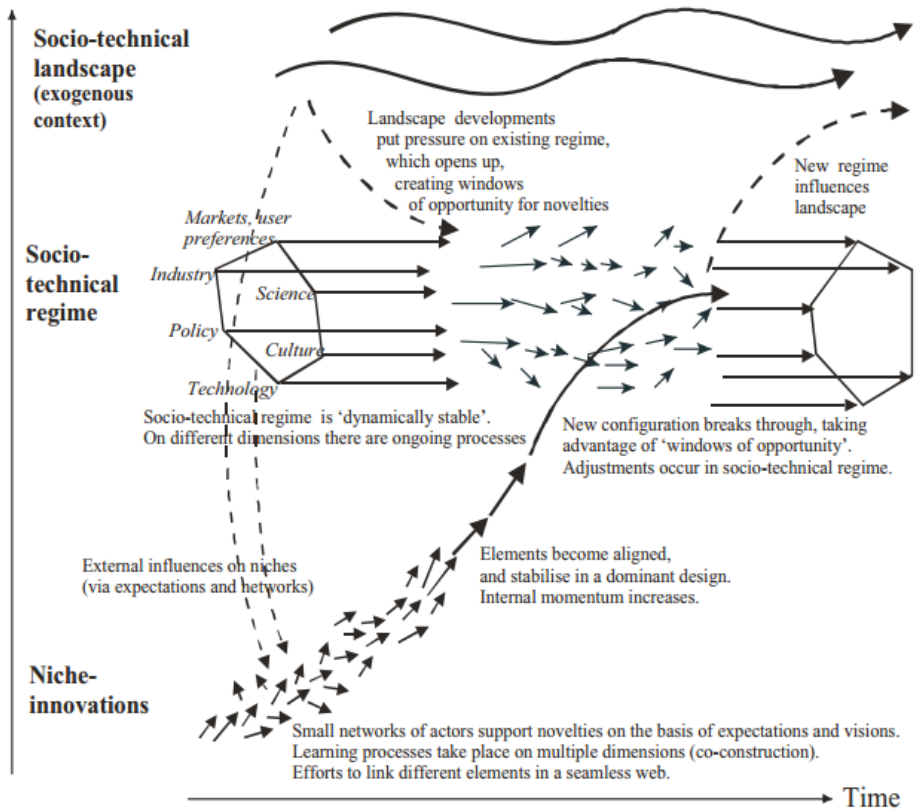 Socio-technical
landscape
(exogenous
context)
Landscape developments
put pressure on existing regime,
which opens up,
creating windows
of opportunity for novelties
New regime
influences
landscape
Socio-
technical
regime
Markets, user
preferences
Industry
Science
Policy
Culture
Technology
Socio-technical regime is ‘dynamically stable’.
On different dimensions there are ongoing processes
New configuration breaks through, taking
advantage of ‘windows of opportunity’.
Adjustments occur in socio-technical regime.
External influences on niches
(via expectations and networks)
Elements become aligned,
and stabilise in a dominant design.
Internal momentum increases.
Niche-
innovations
Small networks of actors support novelties on the basis of expectations and visions.
Learning processes take place on multiple dimensions (co-construction).
Efforts to link different elements in a seamless web.
Time